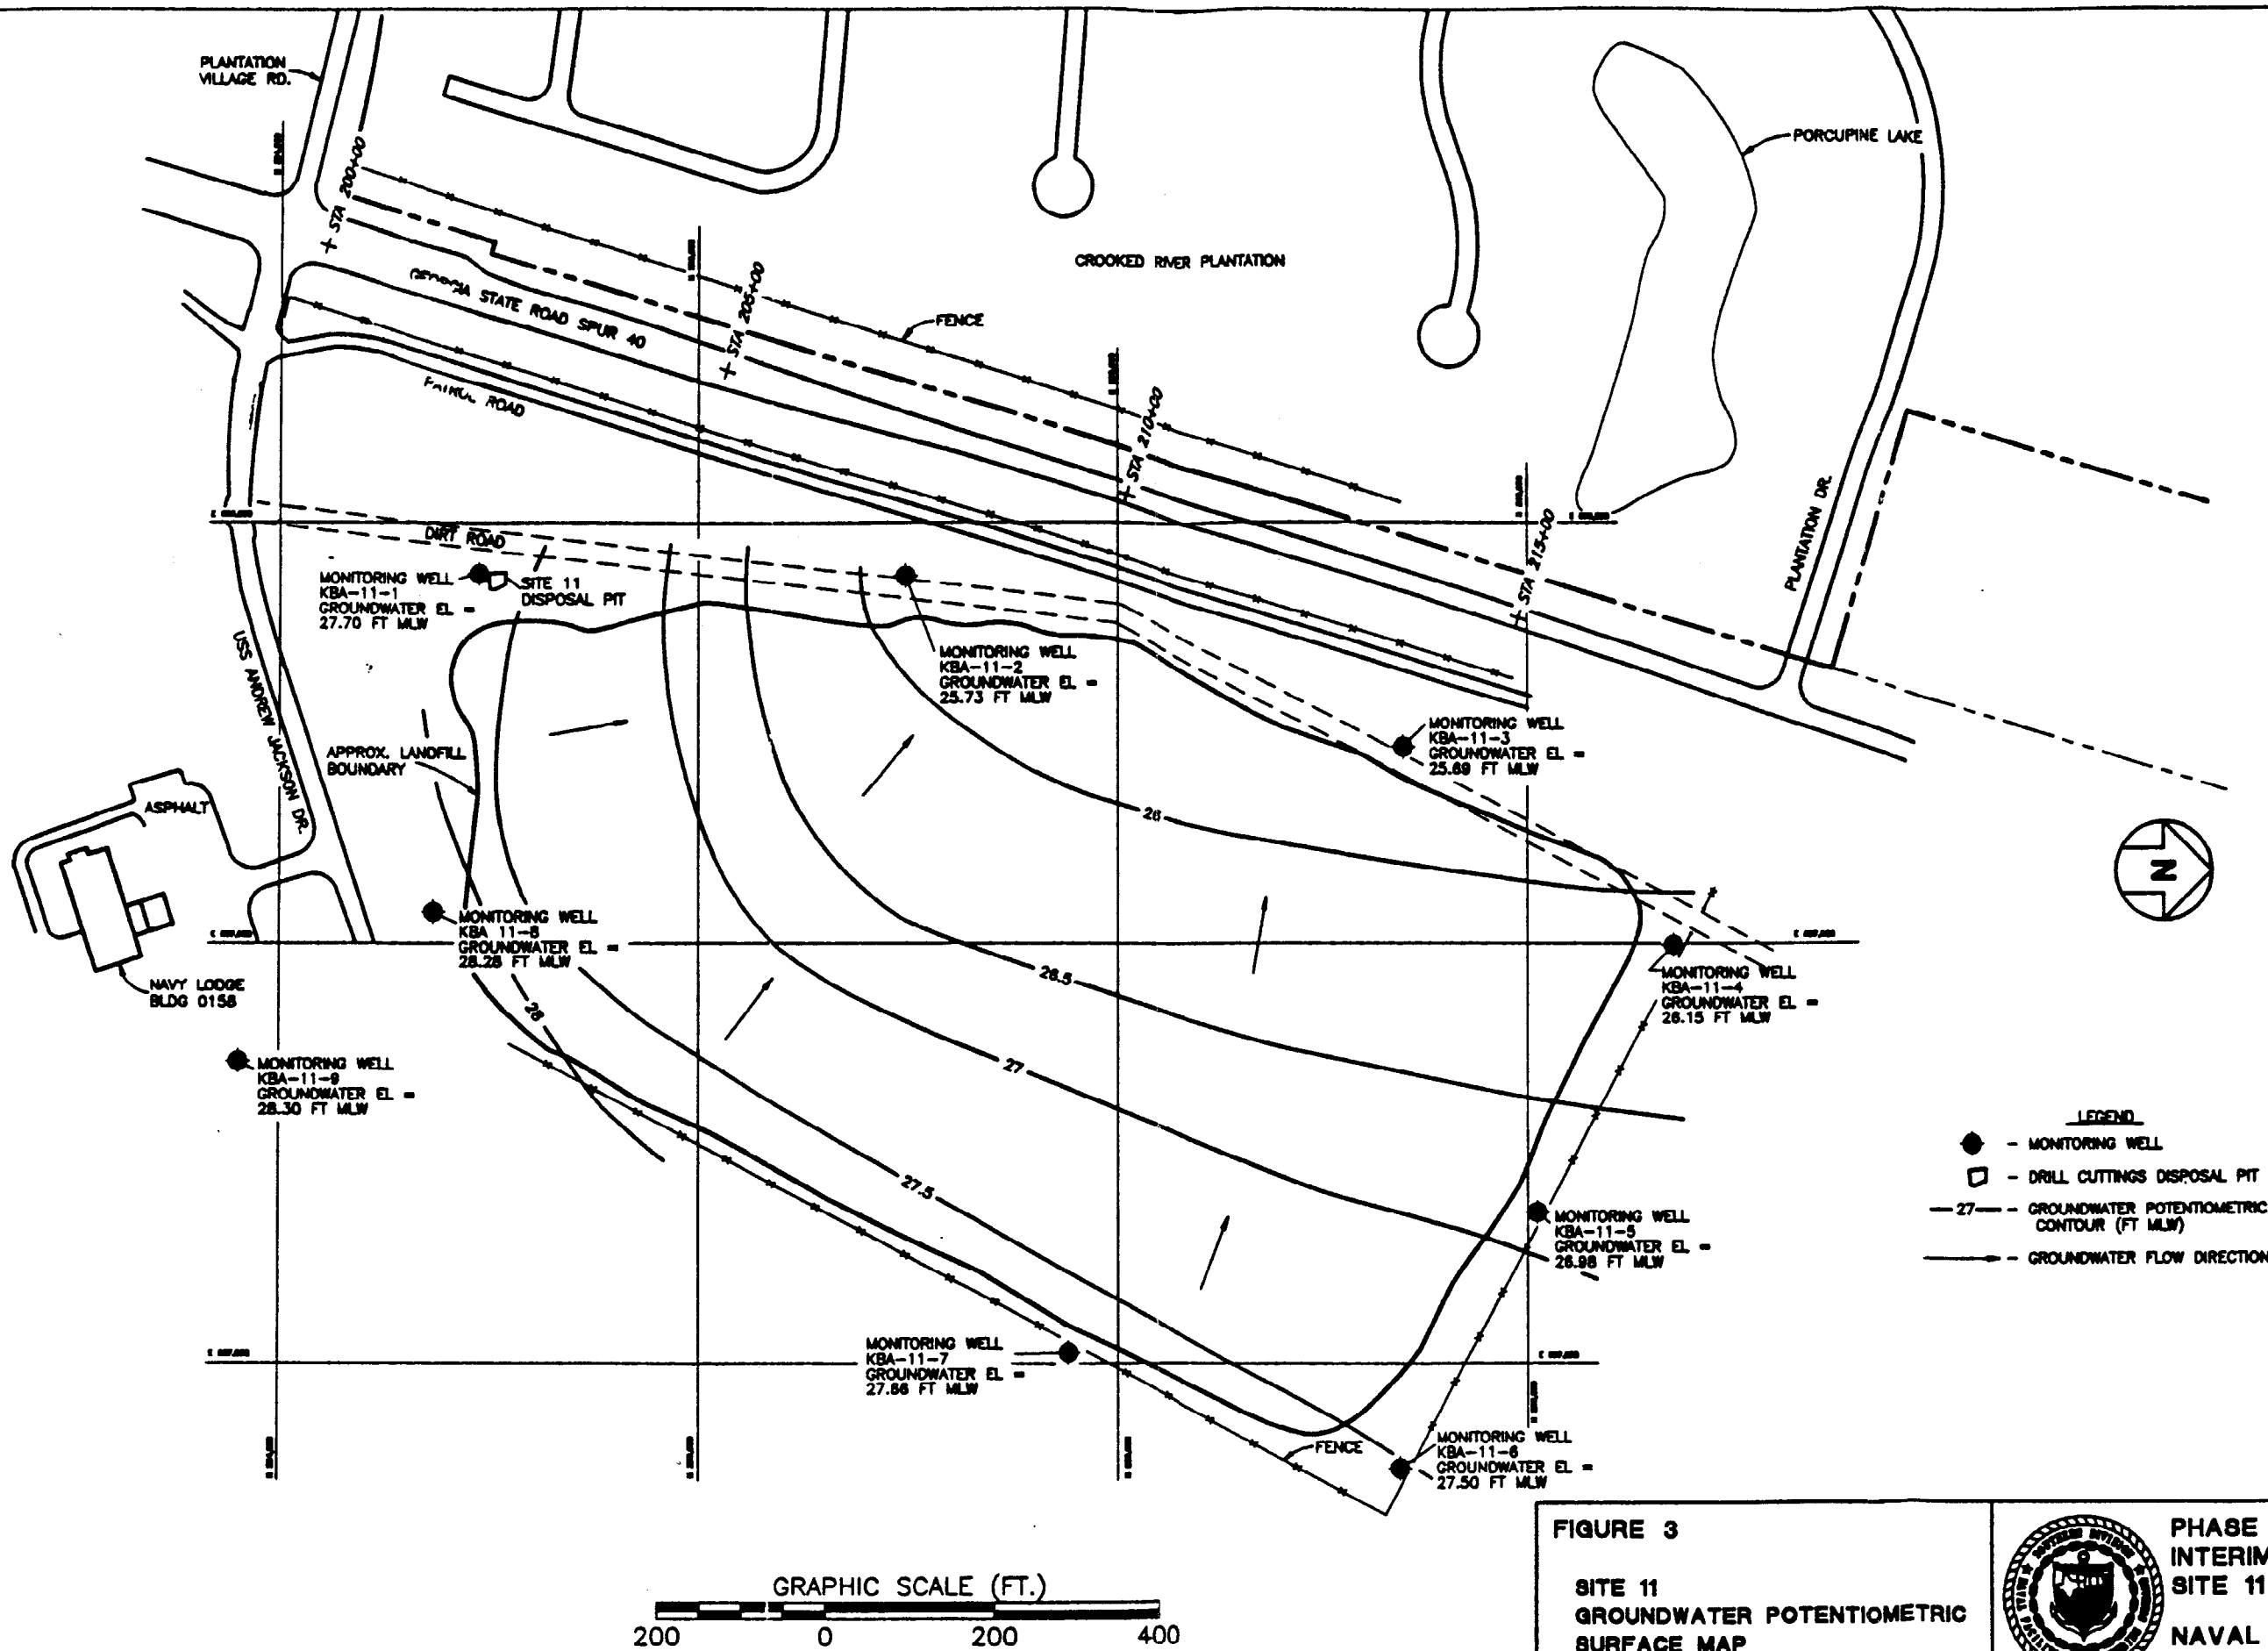 PLANTATION
VILLAGE RD.
STA 200+00
GEORGIA STATE ROAD SPUR 40
PATROL ROAD
STA 205+00
FENCE
CROOKED RIVER PLANTATION
PORCUPINE LAKE
STA 210+00
STA 215+00
PLANTATION DR.
DIRT ROAD
MONITORING WELL
KBA-11-1
GROUNDWATER EL =
27.70 FT MLW
SITE 11
DISPOSAL PIT
MONITORING WELL
KBA-11-2
GROUNDWATER EL =
25.73 FT MLW
MONITORING WELL
KBA-11-3
GROUNDWATER EL =
25.69 FT MLW
USS ANDREW JACKSON DR.
APPROX. LANDFILL
BOUNDARY
ASPHALT
NAVY LODGE
BLDG 0158
MONITORING WELL
KBA 11-8
GROUNDWATER EL =
28.28 FT MLW
MONITORING WELL
KBA-11-9
GROUNDWATER EL =
28.30 FT MLW
MONITORING WELL
KBA-11-4
GROUNDWATER EL =
26.15 FT MLW
26
26.5
27
27.5
28
N
MONITORING WELL
KBA-11-5
GROUNDWATER EL =
26.98 FT MLW
MONITORING WELL
KBA-11-7
GROUNDWATER EL =
27.66 FT MLW
FENCE
MONITORING WELL
KBA-11-6
GROUNDWATER EL =
27.50 FT MLW
LEGEND
- MONITORING WELL
- DRILL CUTTINGS DISPOSAL PIT
27 - GROUNDWATER POTENTIOMETRIC
CONTOUR (FT MLW)
- GROUNDWATER FLOW DIRECTION
GRAPHIC SCALE (FT.)
200 0 200 400
FIGURE 3
SITE 11
GROUNDWATER POTENTIOMETRIC
SURFACE MAP
SOUTHERN DIVISION
PHASE
INTERIM
SITE 11
NAVAL